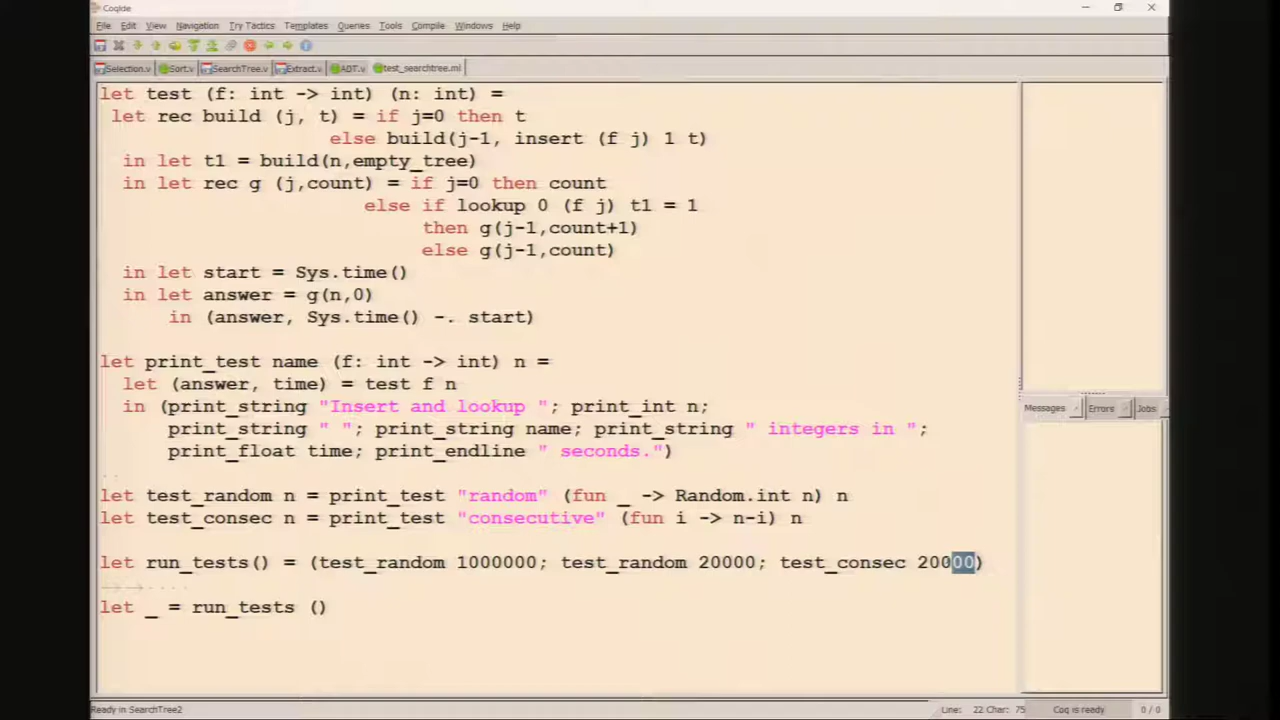 CoqIde
File Edit View Navigation Try Tactics Templates Queries Tools Compile Windows Help
Selection.v Sort.v SearchTree.v Extract.v ADT.v test_searchtree.ml
let test (f: int -> int) (n: int) =
let rec build (j, t) = if j=0 then t
else build(j-1, insert (f j) 1 t)
in let t1 = build(n,empty_tree)
in let rec g (j,count) = if j=0 then count
else if lookup 0 (f j) t1 = 1
then g(j-1,count+1)
else g(j-1,count)
in let start = Sys.time()
in let answer = g(n,0)
in (answer, Sys.time() -. start)
let print_test name (f: int -> int) n =
let (answer, time) = test f n
in (print_string "Insert and lookup "; print_int n;
print_string " "; print_string name; print_string " integers in ";
print_float time; print_endline " seconds.")
let test_random n = print_test "random" (fun _ -> Random.int n) n
let test_consec n = print_test "consecutive" (fun i -> n-i) n
let run_tests() = (test_random 1000000; test_random 20000; test_consec 20000)
let _ = run_tests ()
Messages Errors Jobs
Ready in SearchTree2 Line: 22 Char: 75 Coq is ready 0 / 0